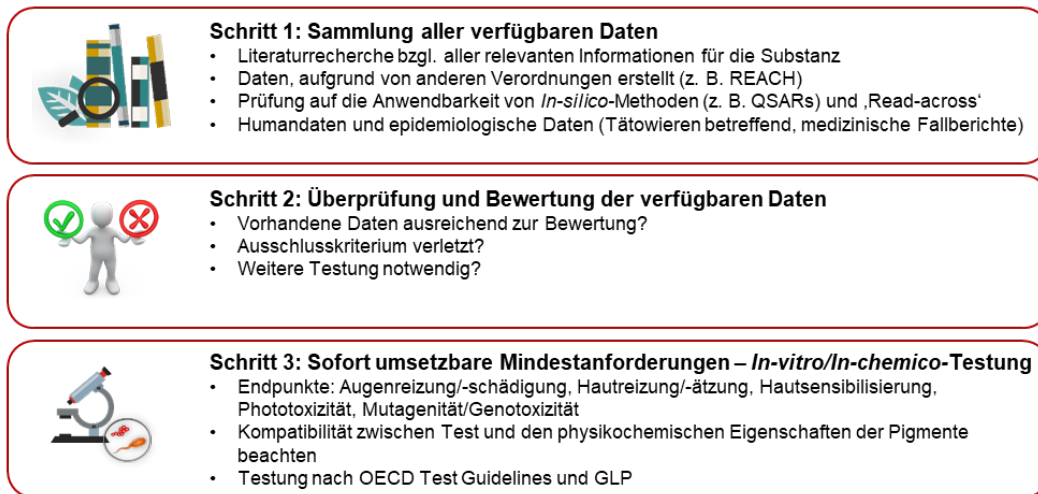 Schritt 1: Sammlung aller verfügbaren Daten
• Literaturrecherche bzgl. aller relevanten Informationen für die Substanz
• Daten, aufgrund von anderen Verordnungen erstellt (z. B. REACH)
• Prüfung auf die Anwendbarkeit von In-silico-Methoden (z. B. QSARs) und ‚Read-across‘
• Humandaten und epidemiologische Daten (Tätowieren betreffend, medizinische Fallberichte)
Schritt 2: Überprüfung und Bewertung der verfügbaren Daten
• Vorhandene Daten ausreichend zur Bewertung?
• Ausschlusskriterium verletzt?
• Weitere Testung notwendig?
Schritt 3: Sofort umsetzbare Mindestanforderungen – In-vitro/In-chemico-Testung
• Endpunkte: Augenreizung/-schädigung, Hautreizung/-ätzung, Hautsensibilisierung,
Phototoxizität, Mutagenität/Genotoxizität
• Kompatibilität zwischen Test und den physikochemischen Eigenschaften der Pigmente
beachten
• Testung nach OECD Test Guidelines und GLP